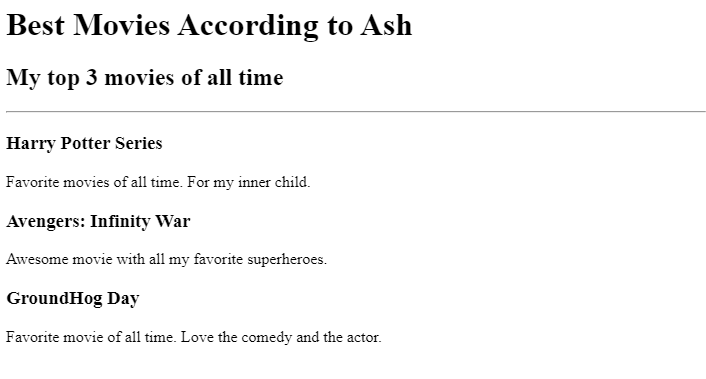 Best Movies According to Ash
My top 3 movies of all time
Harry Potter Series
Favorite movies of all time. For my inner child.
Avengers: Infinity War
Awesome movie with all my favorite superheroes.
GroundHog Day
Favorite movie of all time. Love the comedy and the actor.